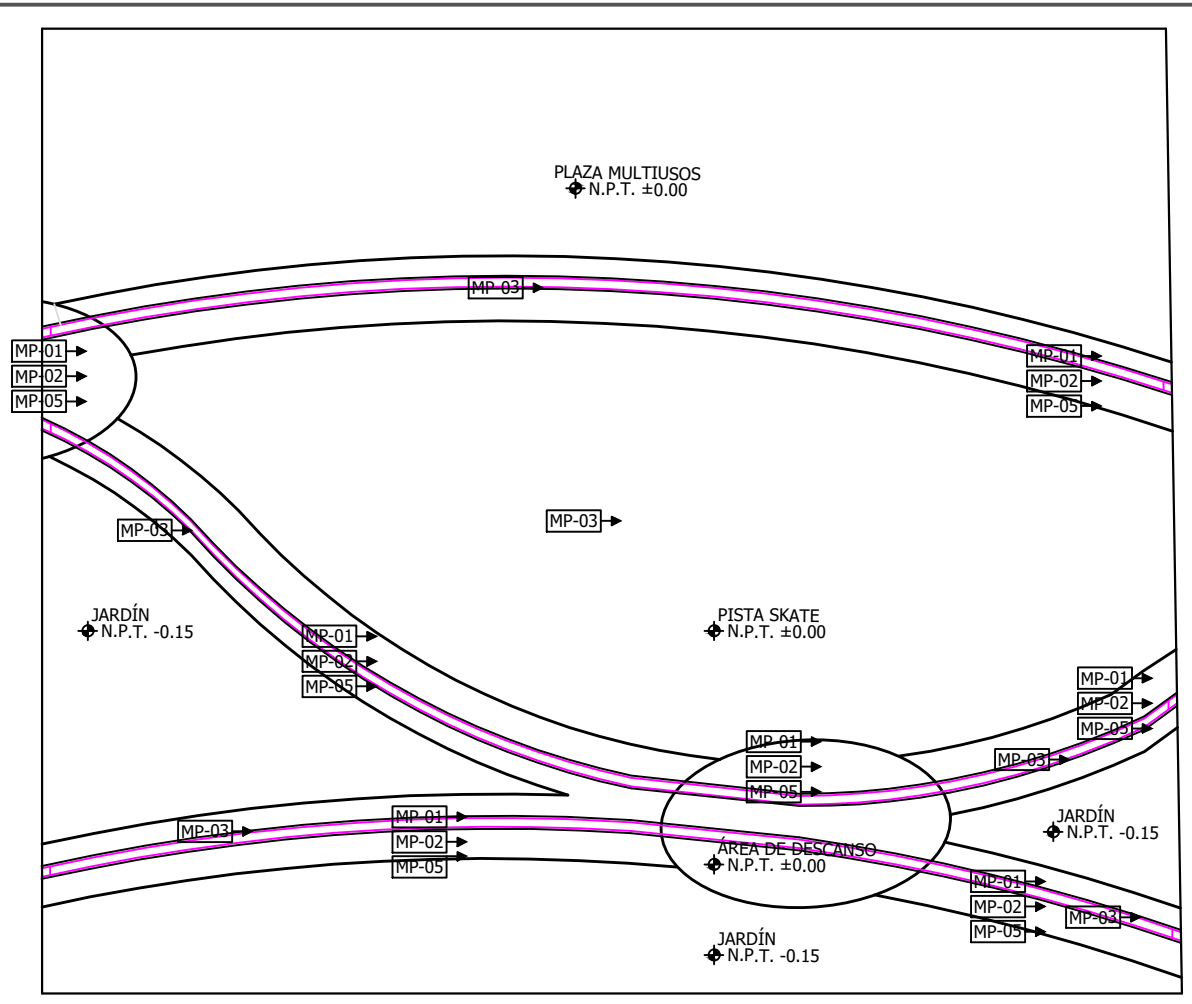 PLAZA MULTIUSOS
N.P.T. ±0.00
MP-03
MP-01
MP-02
MP-05
MP-01
MP-02
MP-05
MP-03
MP-03
JARDÍN
N.P.T. -0.15
PISTA SKATE
N.P.T. ±0.00
MP-01
MP-02
MP-05
MP-01
MP-02
MP-05
MP-01
MP-02
MP-05
MP-03
MP-03
MP-01
MP-02
MP-05
JARDÍN
N.P.T. -0.15
ÁREA DE DESCANSO
N.P.T. ±0.00
MP-01
MP-02
MP-05
MP-03
JARDÍN
N.P.T. -0.15